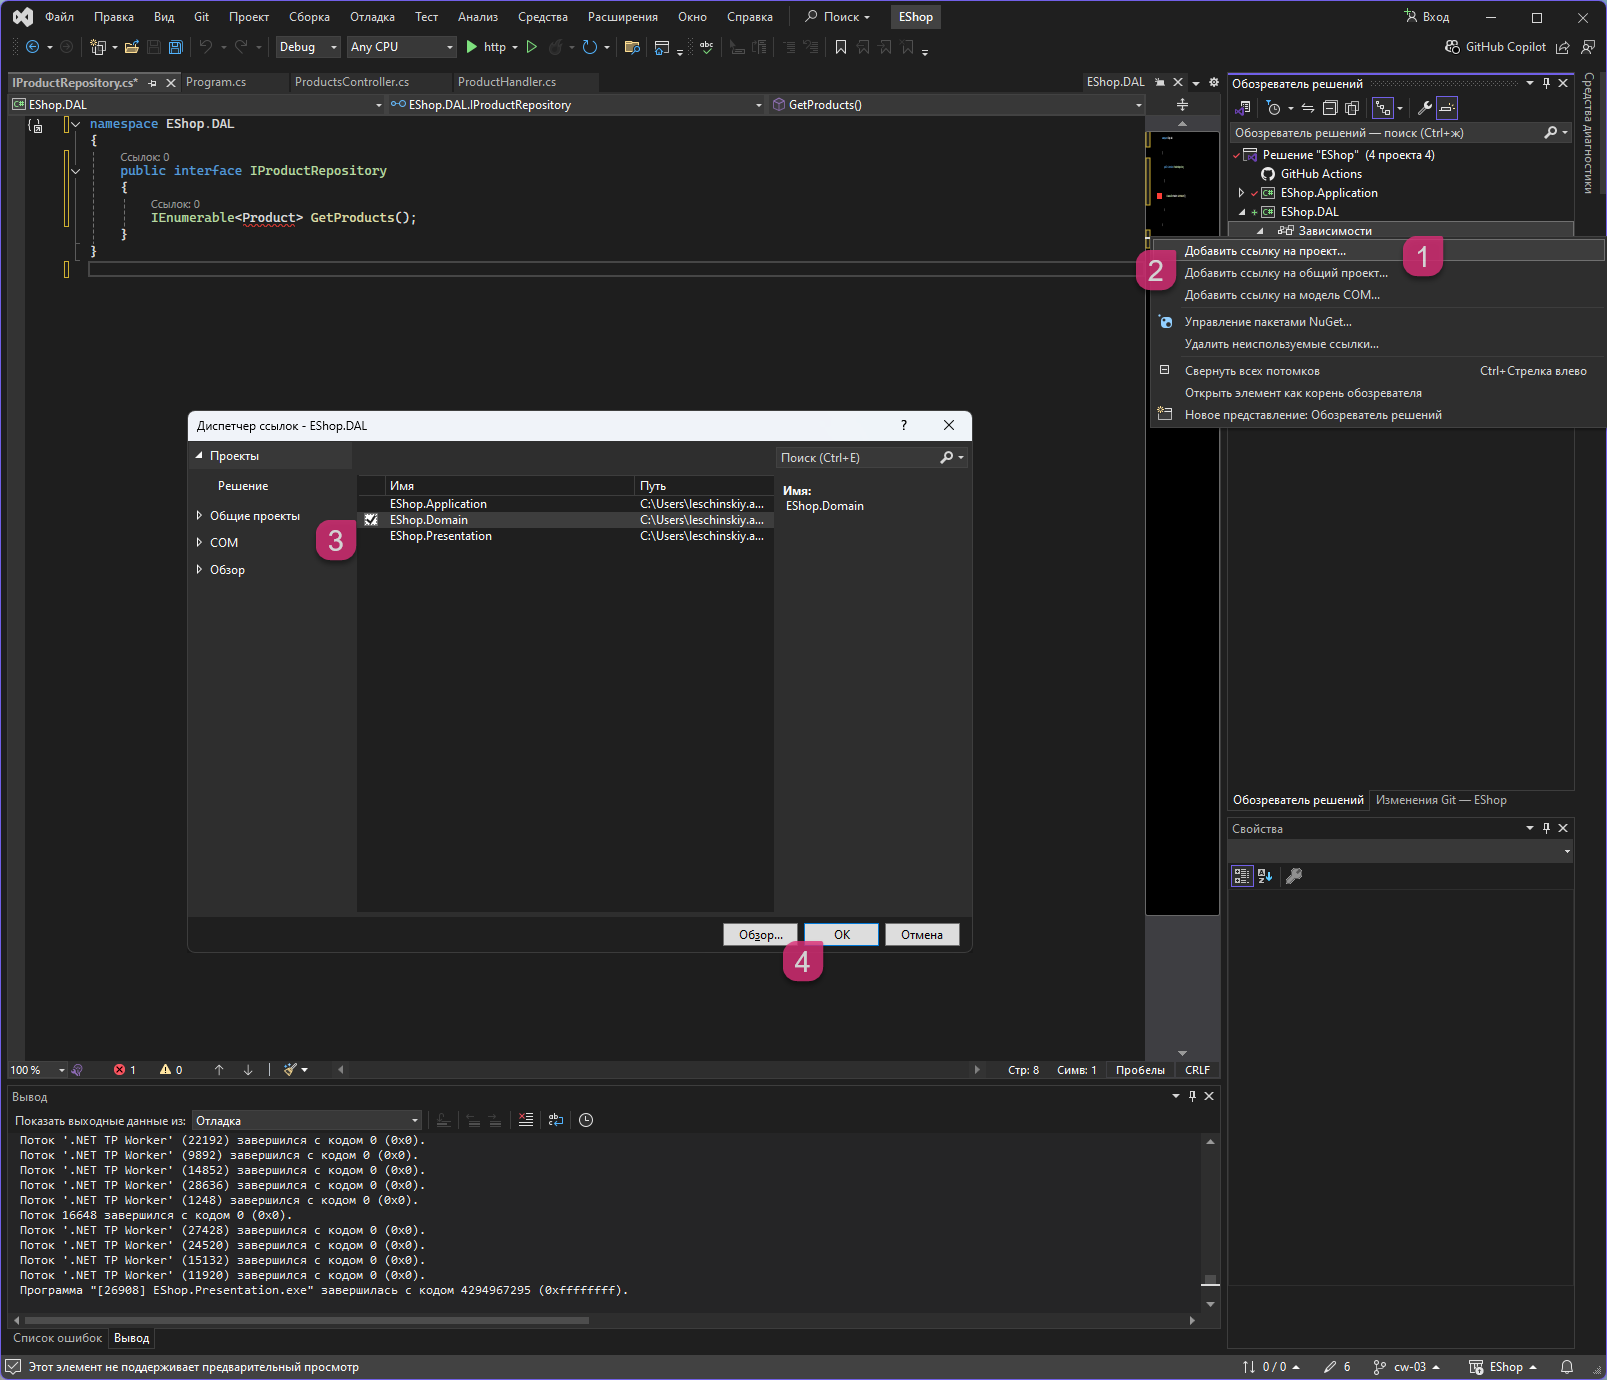 Файл Правка Вид Git Проект Сборка Отладка Тест Анализ Средства Расширения Окно Справка Поиск EShop Вход
Debug Any CPU http GitHub Copilot
IProductRepository.cs* Program.cs ProductsController.cs ProductHandler.cs EShop.DAL
EShop.DAL EShop.DAL.IProductRepository GetProducts()
namespace EShop.DAL
{
Ссылок: 0
public interface IProductRepository
{
Ссылок: 0
IEnumerable<Product> GetProducts();
}
}
Обозреватель решений
Обозреватель решений — поиск (Ctrl+ж)
Решение "EShop" (4 проекта 4)
GitHub Actions
EShop.Application
EShop.DAL
Зависимости
Средства диагностики
Добавить ссылку на проект...
1
2
Добавить ссылку на общий проект...
Добавить ссылку на модель COM...
Управление пакетами NuGet...
Удалить неиспользуемые ссылки...
Свернуть всех потомков Ctrl+Стрелка влево
Открыть элемент как корень обозревателя
Новое представление: Обозреватель решений
Диспетчер ссылок - EShop.DAL ?
Проекты
Решение
Общие проекты
COM
Обзор
3
Имя Путь
EShop.Application C:\Users\leschinskiy.a...
EShop.Domain C:\Users\leschinskiy.a...
EShop.Presentation C:\Users\leschinskiy.a...
Поиск (Ctrl+E)
Имя:
EShop.Domain
Обзор... ОК Отмена
4
Обозреватель решений Изменения Git — EShop
Свойства
100 % 1 0 Стр: 8 Симв: 1 Пробелы CRLF
Вывод
Показать выходные данные из: Отладка
Поток '.NET TP Worker' (22192) завершился с кодом 0 (0x0).
Поток '.NET TP Worker' (9892) завершился с кодом 0 (0x0).
Поток '.NET TP Worker' (14852) завершился с кодом 0 (0x0).
Поток '.NET TP Worker' (28636) завершился с кодом 0 (0x0).
Поток '.NET TP Worker' (1248) завершился с кодом 0 (0x0).
Поток 16648 завершился с кодом 0 (0x0).
Поток '.NET TP Worker' (27428) завершился с кодом 0 (0x0).
Поток '.NET TP Worker' (24520) завершился с кодом 0 (0x0).
Поток '.NET TP Worker' (15132) завершился с кодом 0 (0x0).
Поток '.NET TP Worker' (11920) завершился с кодом 0 (0x0).
Программа "[26908] EShop.Presentation.exe" завершилась с кодом 4294967295 (0xffffffff).
Список ошибок Вывод
Этот элемент не поддерживает предварительный просмотр 0 / 0 6 cw-03 EShop